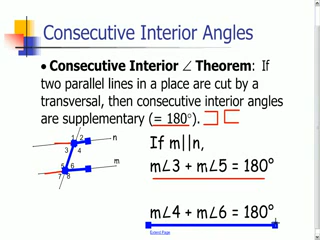 Consecutive Interior Angles
• Consecutive Interior ∠ Theorem: If
two parallel lines in a place are cut by a
transversal, then consecutive interior angles
are supplementary (= 180°).
1 2 n
3 4
m
5 6
7 8
If m||n,
m∠3 + m∠5 = 180°
m∠4 + m∠6 = 180°
Extend Page